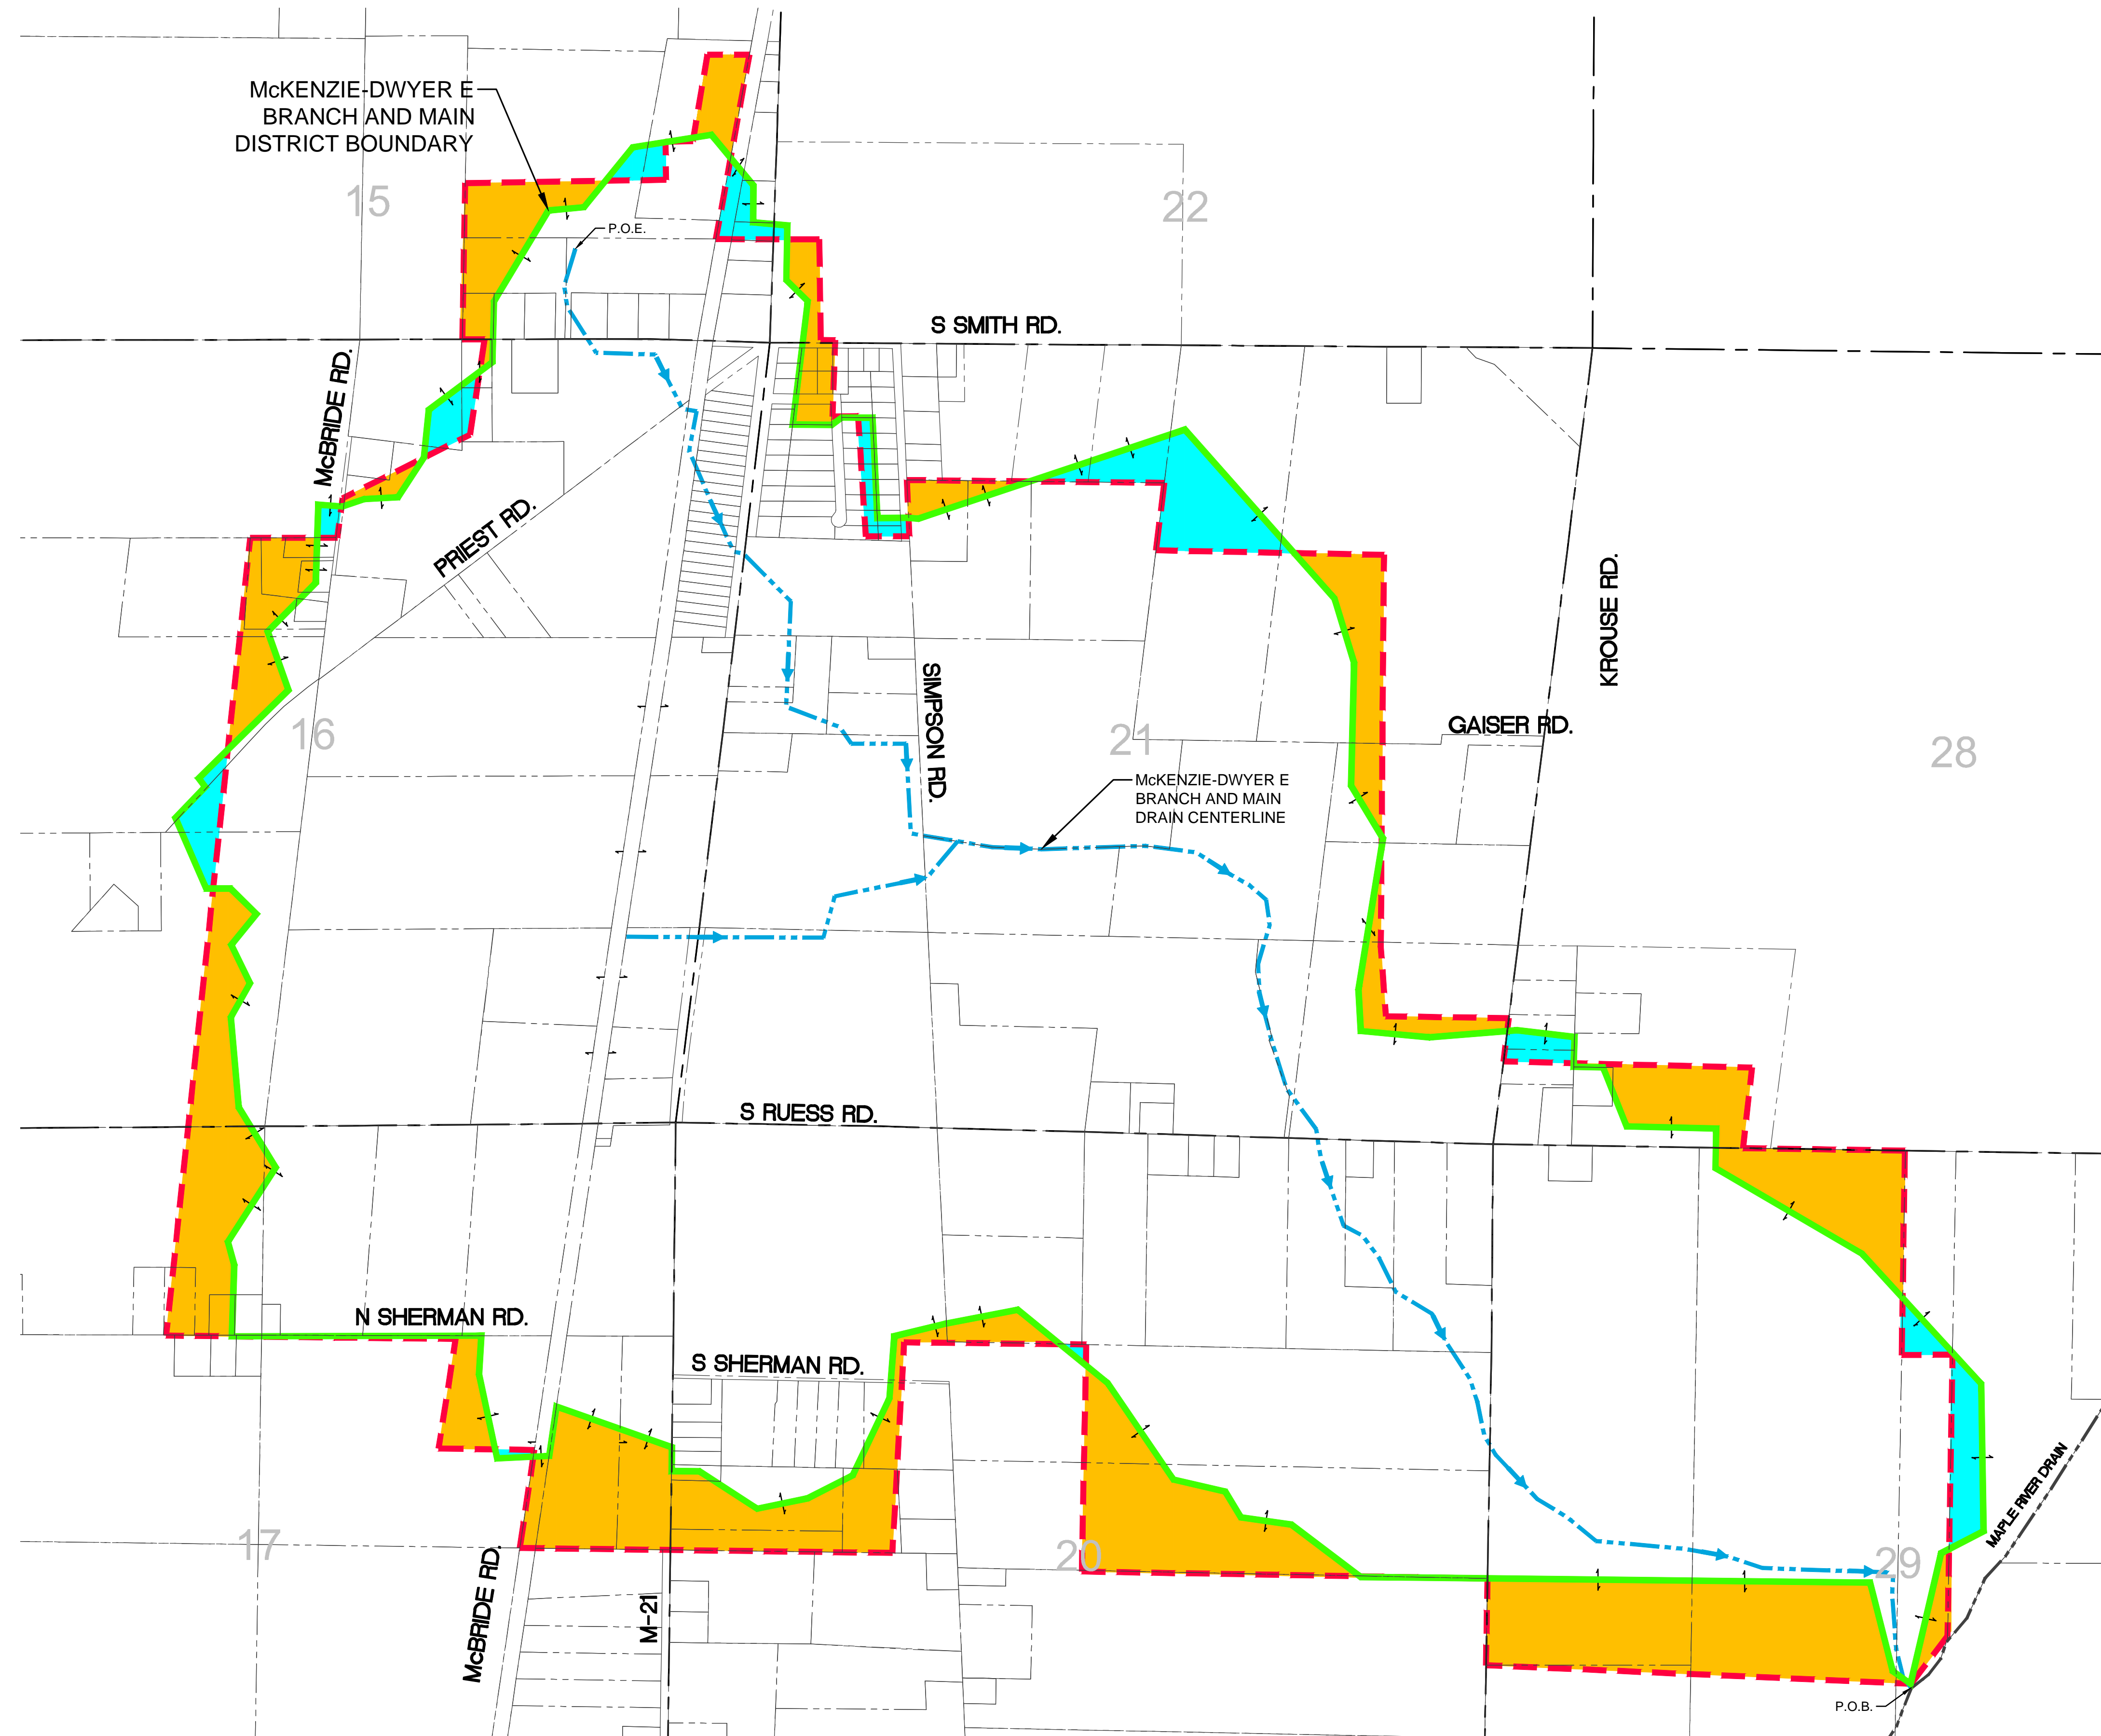 McKENZIE-DWYER E
BRANCH AND MAIN
DISTRICT BOUNDARY
15
22
P.O.E.
S SMITH RD.
McBRIDE RD.
PRIEST RD.
KROUSE RD.
SIMPSON RD.
16
21
GAISER RD.
28
McKENZIE-DWYER E
BRANCH AND MAIN
DRAIN CENTERLINE
S RUESS RD.
N SHERMAN RD.
S SHERMAN RD.
MAPLE RIVER DRAIN
17
20
29
McBRIDE RD.
M-21
P.O.B.